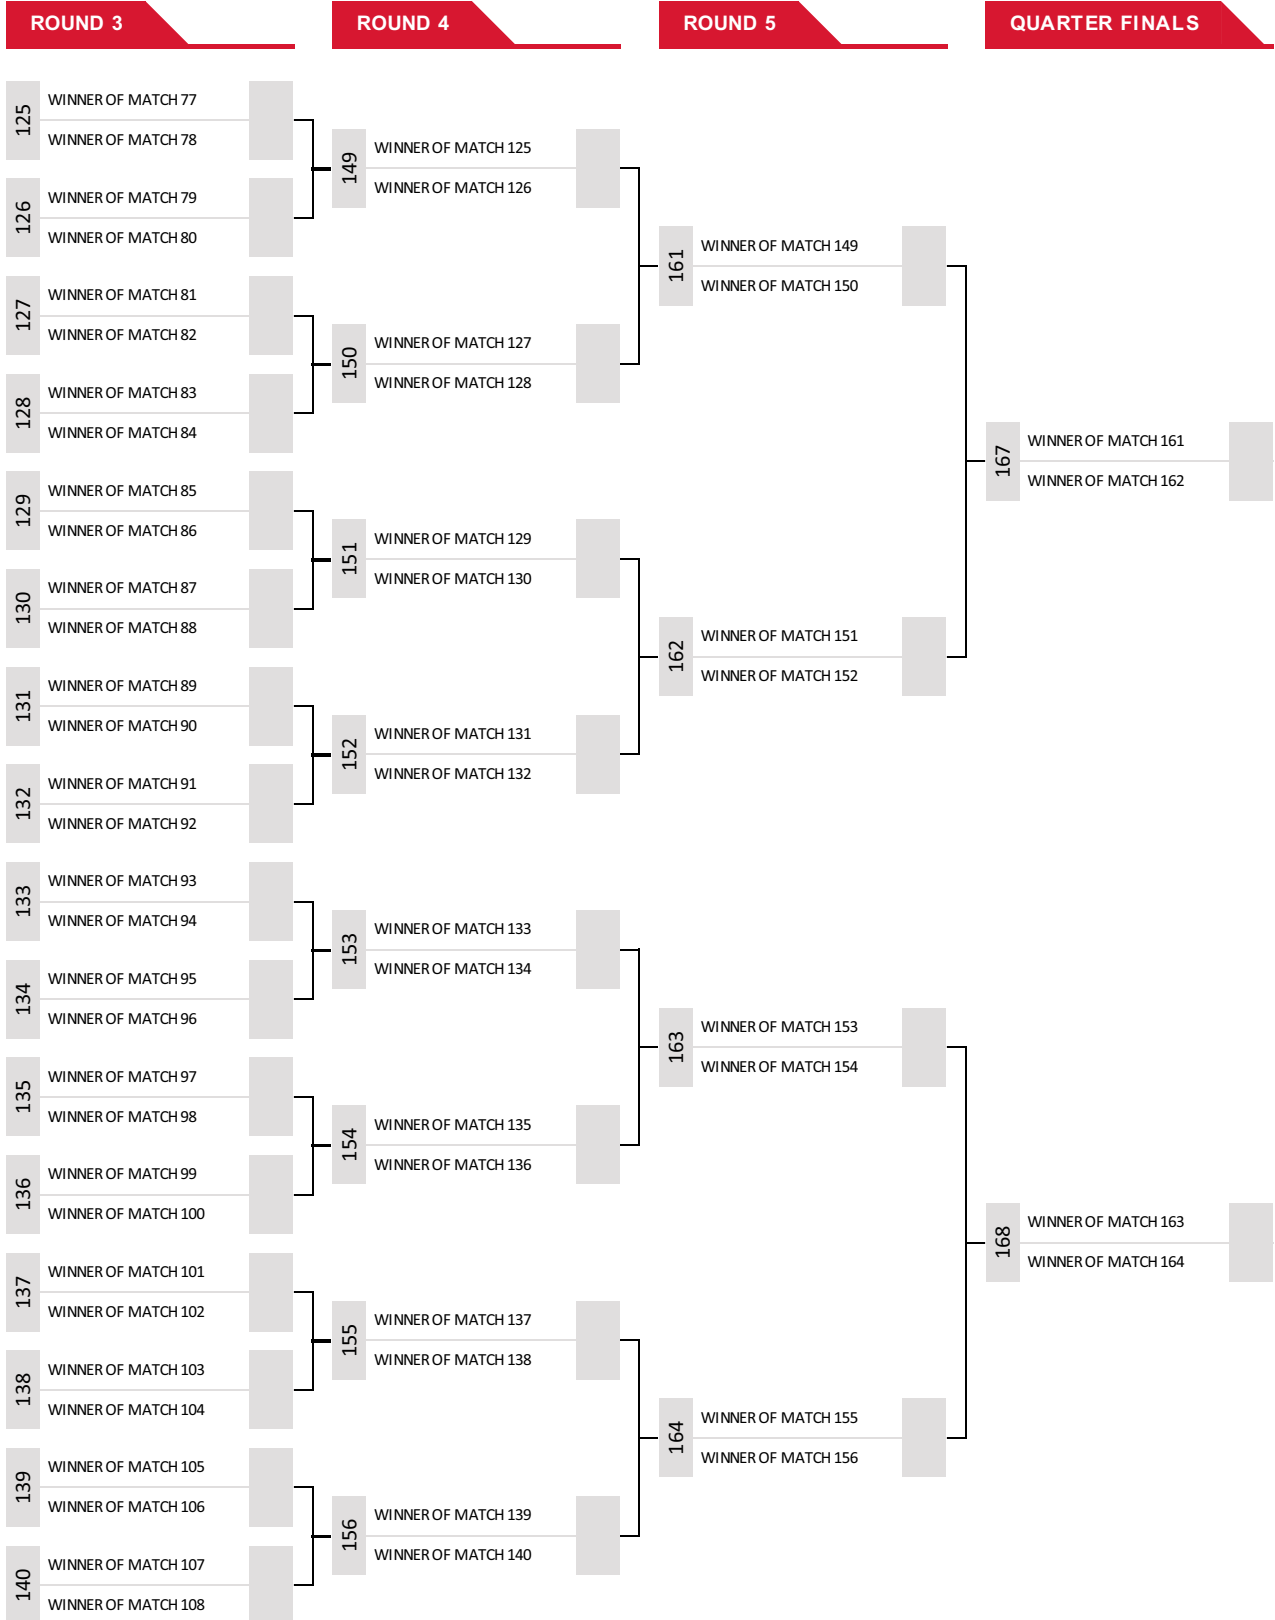 ROUND 3
ROUND 4
ROUND 5
QUARTER FINALS
125
WINNER OF MATCH 77
WINNER OF MATCH 78
126
WINNER OF MATCH 79
WINNER OF MATCH 80
127
WINNER OF MATCH 81
WINNER OF MATCH 82
128
WINNER OF MATCH 83
WINNER OF MATCH 84
129
WINNER OF MATCH 85
WINNER OF MATCH 86
130
WINNER OF MATCH 87
WINNER OF MATCH 88
131
WINNER OF MATCH 89
WINNER OF MATCH 90
132
WINNER OF MATCH 91
WINNER OF MATCH 92
133
WINNER OF MATCH 93
WINNER OF MATCH 94
134
WINNER OF MATCH 95
WINNER OF MATCH 96
135
WINNER OF MATCH 97
WINNER OF MATCH 98
136
WINNER OF MATCH 99
WINNER OF MATCH 100
137
WINNER OF MATCH 101
WINNER OF MATCH 102
138
WINNER OF MATCH 103
WINNER OF MATCH 104
139
WINNER OF MATCH 105
WINNER OF MATCH 106
140
WINNER OF MATCH 107
WINNER OF MATCH 108
149
WINNER OF MATCH 125
WINNER OF MATCH 126
150
WINNER OF MATCH 127
WINNER OF MATCH 128
151
WINNER OF MATCH 129
WINNER OF MATCH 130
152
WINNER OF MATCH 131
WINNER OF MATCH 132
153
WINNER OF MATCH 133
WINNER OF MATCH 134
154
WINNER OF MATCH 135
WINNER OF MATCH 136
155
WINNER OF MATCH 137
WINNER OF MATCH 138
156
WINNER OF MATCH 139
WINNER OF MATCH 140
161
WINNER OF MATCH 149
WINNER OF MATCH 150
162
WINNER OF MATCH 151
WINNER OF MATCH 152
163
WINNER OF MATCH 153
WINNER OF MATCH 154
164
WINNER OF MATCH 155
WINNER OF MATCH 156
167
WINNER OF MATCH 161
WINNER OF MATCH 162
168
WINNER OF MATCH 163
WINNER OF MATCH 164